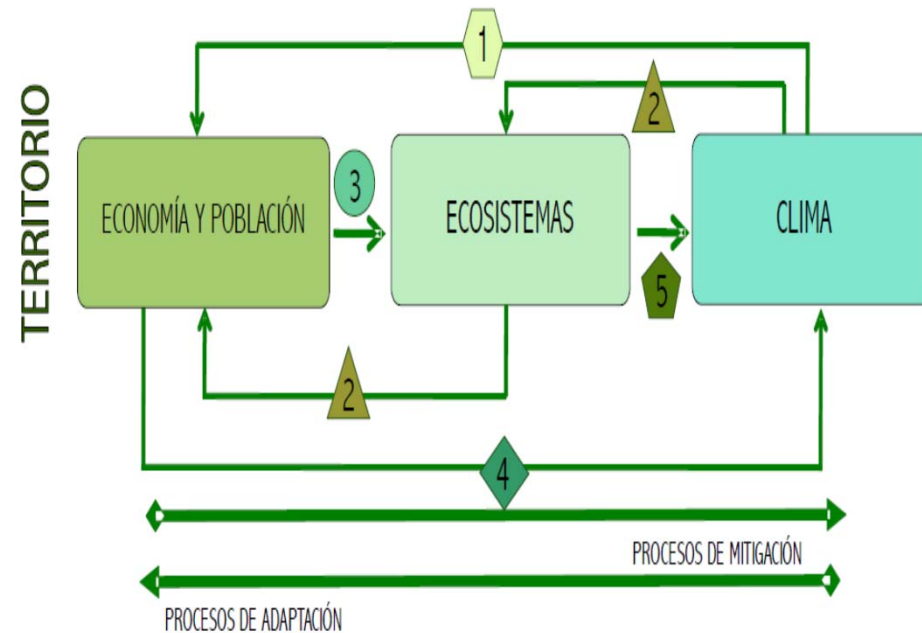 TERRITORIO
1
2
ECONOMÍA Y POBLACIÓN
3
ECOSISTEMAS
CLIMA
5
2
4
PROCESOS DE MITIGACIÓN
PROCESOS DE ADAPTACIÓN